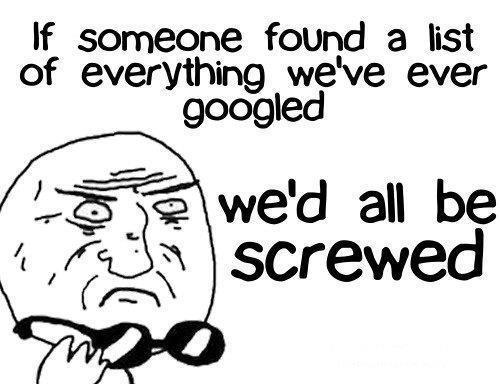 If someone found a list
of everything we've ever
googled
we'd all be
screwed